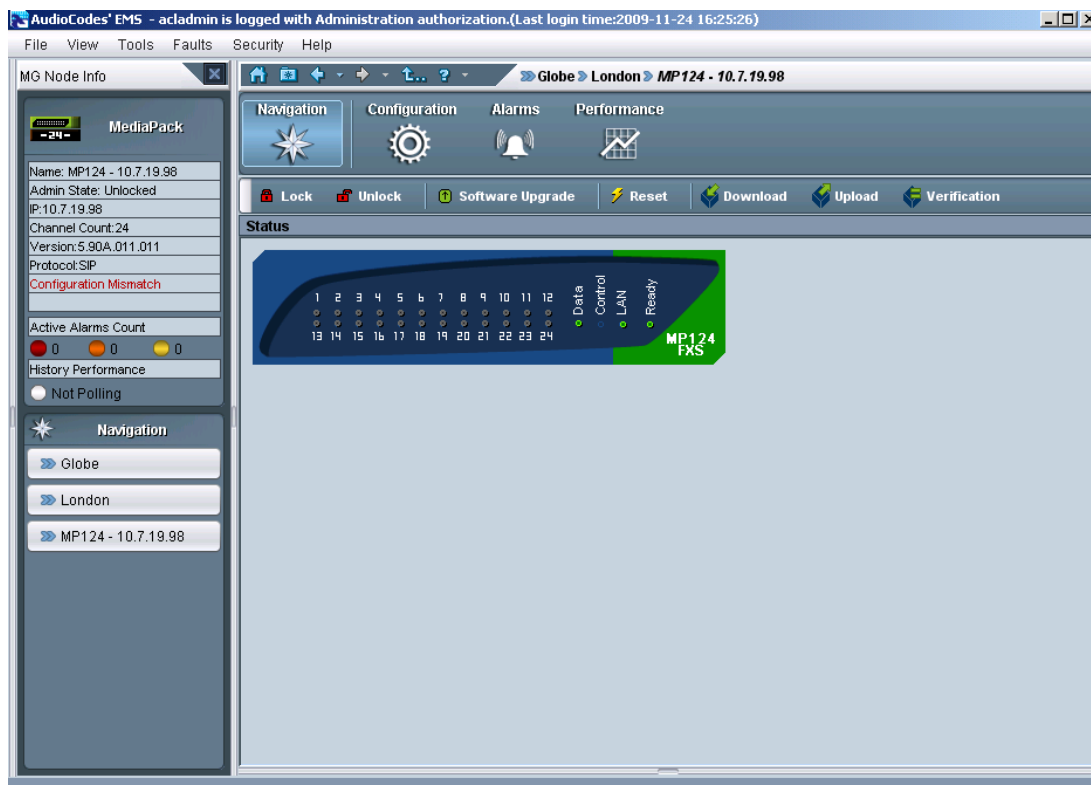 AudioCodes' EMS - acladmin is logged with Administration authorization.(Last login time:2009-11-24 16:25:26)
File View Tools Faults Security Help
MG Node Info
Globe London MP124 - 10.7.19.98
Navigation Configuration Alarms Performance
-24- MediaPack
Name: MP124 - 10.7.19.98
Admin State: Unlocked
IP:10.7.19.98
Channel Count:24
Version:5.90A.011.011
Protocol:SIP
Configuration Mismatch
Active Alarms Count
0 0 0
History Performance
Not Polling
Navigation
Globe
London
MP124 - 10.7.19.98
Lock Unlock Software Upgrade Reset Download Upload Verification
Status
1 2 3 4 5 6 7 8 9 10 11 12
13 14 15 16 17 18 19 20 21 22 23 24
Data
Control
LAN
Ready
MP124
FXS